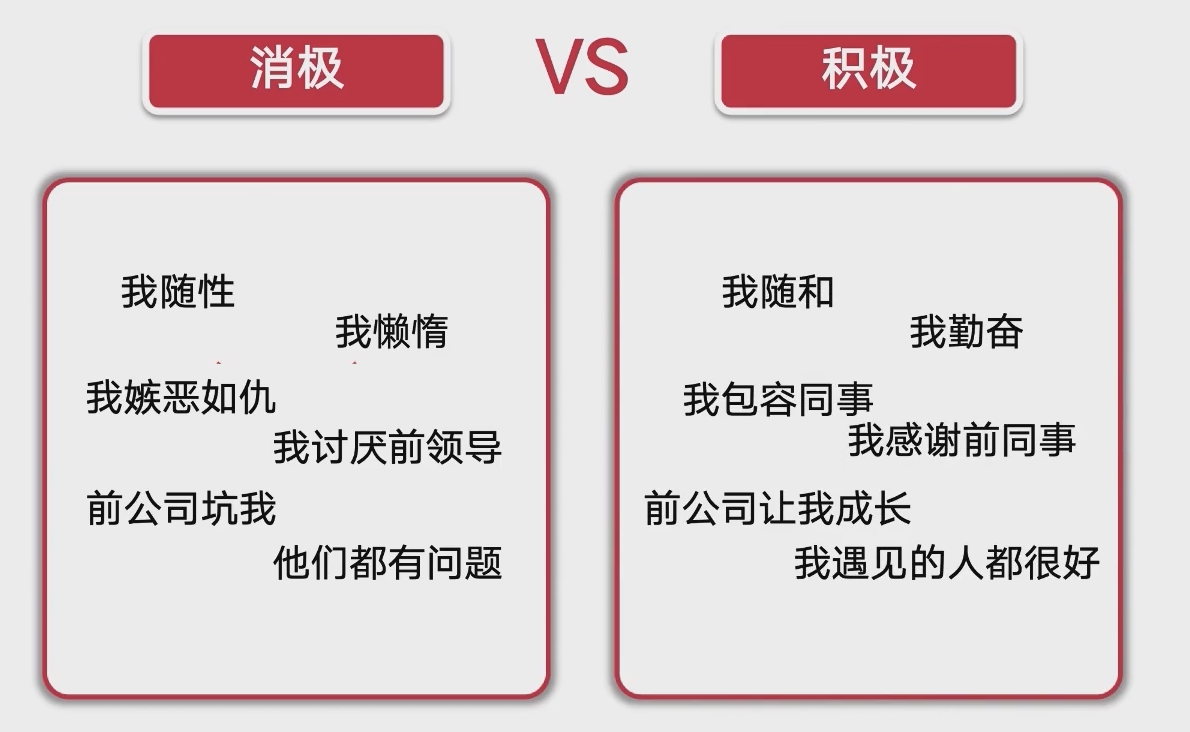 消极
VS
积极
我随性
我懒惰
我嫉恶如仇
我讨厌前领导
前公司坑我
他们都有问题
我随和
我勤奋
我包容同事
我感谢前同事
前公司让我成长
我遇见的人都很好